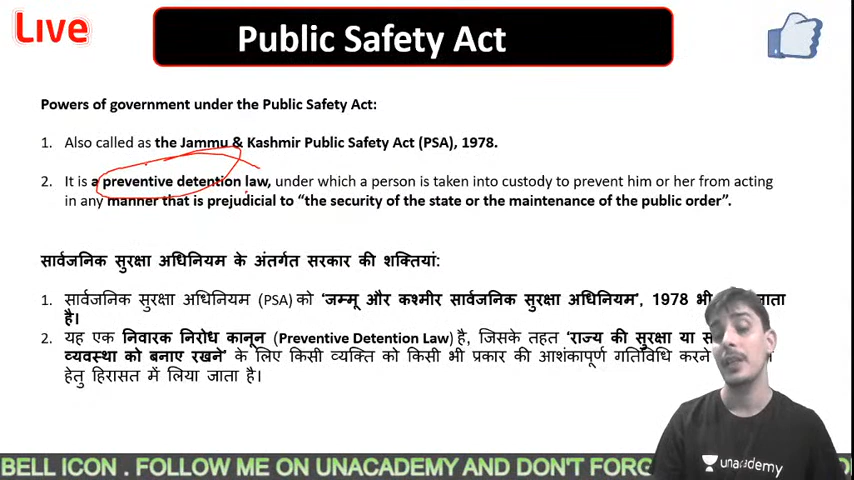 Live
Public Safety Act
Powers of government under the Public Safety Act:
1. Also called as the Jammu & Kashmir Public Safety Act (PSA), 1978.
2. It is a preventive detention law, under which a person is taken into custody to prevent him or her from acting
in any manner that is prejudicial to “the security of the state or the maintenance of the public order”.
सार्वजनिक सुरक्षा अधिनियम के अंतर्गत सरकार की शक्तियां:
1. सार्वजनिक सुरक्षा अधिनियम (PSA) को ‘जम्मू और कश्मीर सार्वजनिक सुरक्षा अधिनियम’, 1978 भी
है।
2. यह एक निवारक निरोध कानून (Preventive Detention Law) है, जिसके तहत ‘राज्य की सुरक्षा या
व्यवस्था को बनाए रखने’ के लिए किसी व्यक्ति को किसी भी प्रकार की आशंकापूर्ण गतिविधि करने
हेतु हिरासत में लिया जाता है।
unacademy
BELL ICON . FOLLOW ME ON UNACADEMY AND DON'T